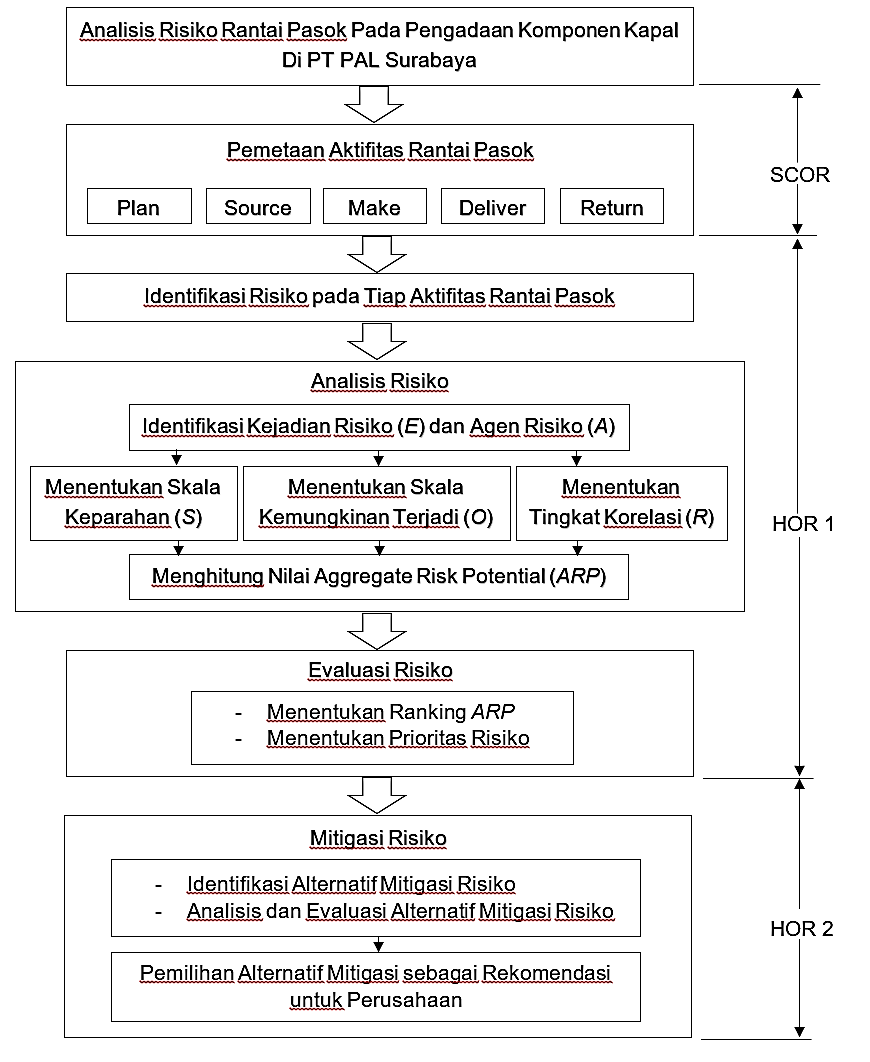 Analisis Risiko Rantai Pasok Pada Pengadaan Komponen Kapal
Di PT PAL Surabaya
Pemetaan Aktifitas Rantai Pasok
Plan
Source
Make
Deliver
Return
SCOR
Identifikasi Risiko pada Tiap Aktifitas Rantai Pasok
Analisis Risiko
Identifikasi Kejadian Risiko (E) dan Agen Risiko (A)
Menentukan Skala
Keparahan (S)
Menentukan Skala
Kemungkinan Terjadi (O)
Menentukan
Tingkat Korelasi (R)
Menghitung Nilai Aggregate Risk Potential (ARP)
Evaluasi Risiko
- Menentukan Ranking ARP
- Menentukan Prioritas Risiko
HOR 1
Mitigasi Risiko
- Identifikasi Alternatif Mitigasi Risiko
- Analisis dan Evaluasi Alternatif Mitigasi Risiko
Pemilihan Alternatif Mitigasi sebagai Rekomendasi
untuk Perusahaan
HOR 2